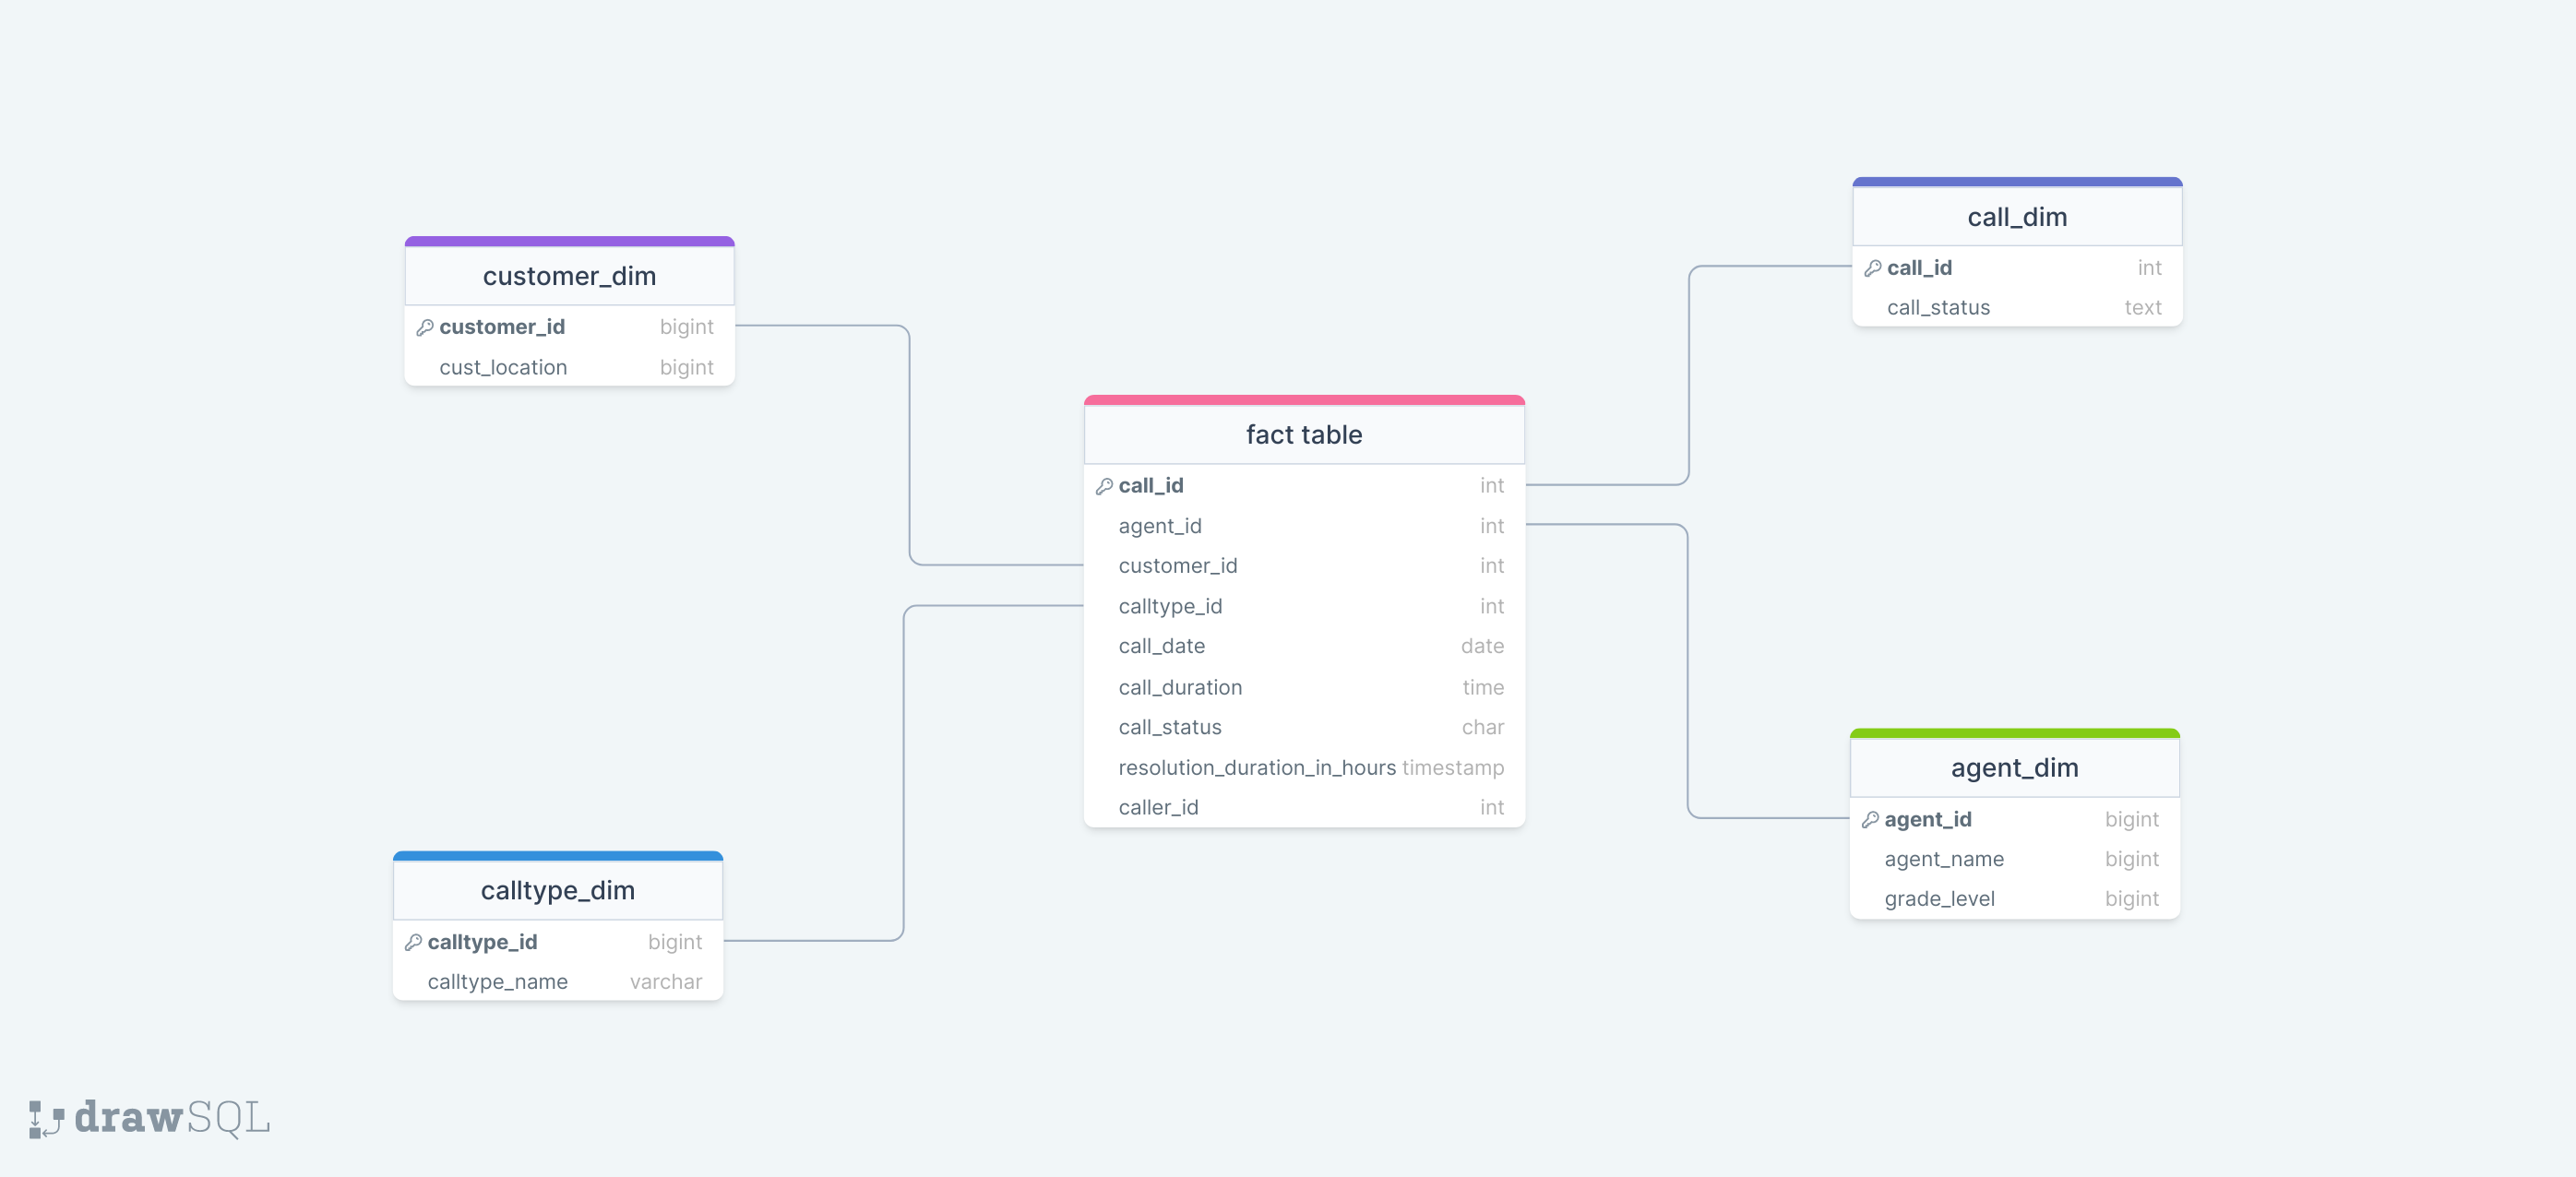 customer_dim
customer_id bigint
cust_location bigint
calltype_dim
calltype_id bigint
calltype_name varchar
fact table
call_id int
agent_id int
customer_id int
calltype_id int
call_date date
call_duration time
call_status char
resolution_duration_in_hours timestamp
caller_id int
call_dim
call_id int
call_status text
agent_dim
agent_id bigint
agent_name bigint
grade_level bigint
drawSQL